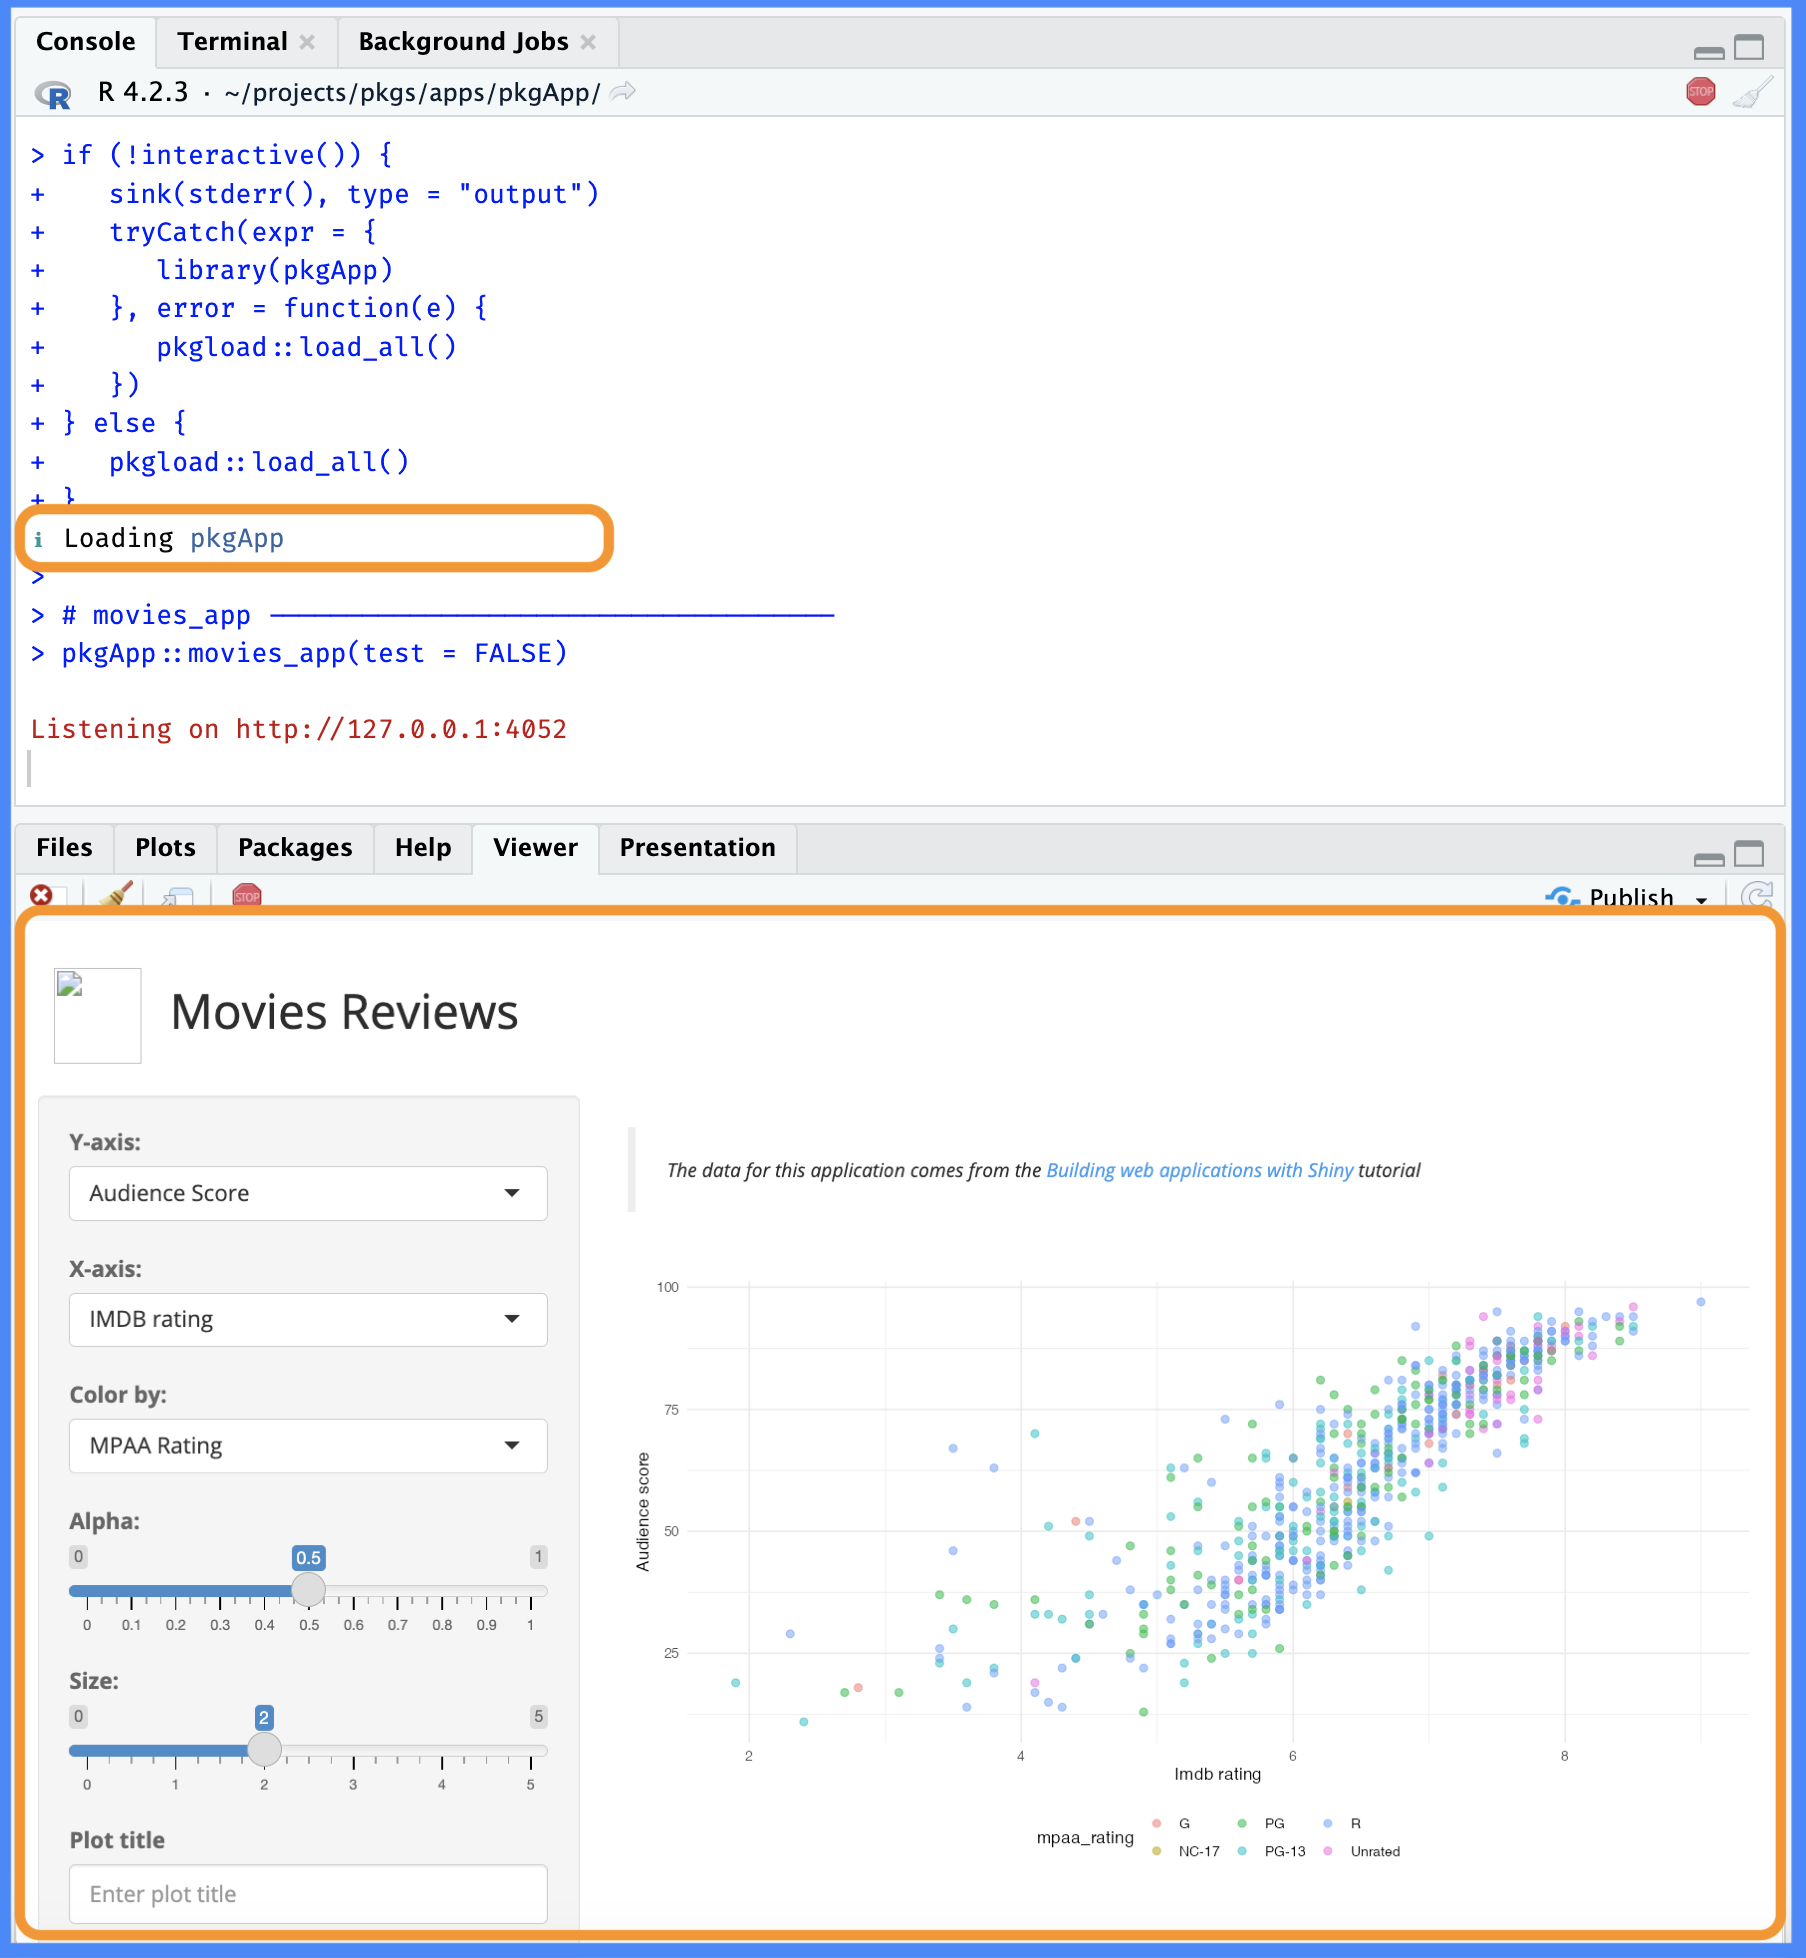 Console Terminal Background Jobs
R 4.2.3 · ~/projects/pkgs/apps/pkgApp/
STOP
> if (!interactive()) {
+    sink(stderr(), type = "output")
+    tryCatch(expr = {
+       library(pkgApp)
+    }, error = function(e) {
+       pkgload::load_all()
+    })
+ } else {
+    pkgload::load_all()
+ }
ℹ Loading pkgApp
>
> # movies_app ────────────────────────────────────
> pkgApp::movies_app(test = FALSE)
Listening on http://127.0.0.1:4052
Files Plots Packages Help Viewer Presentation
STOP Publish
Movies Reviews
Y-axis:
Audience Score
X-axis:
IMDB rating
Color by:
MPAA Rating
Alpha:
0 0.5 1
0 0.1 0.2 0.3 0.4 0.5 0.6 0.7 0.8 0.9 1
Size:
0 2 5
0 1 2 3 4 5
Plot title
Enter plot title
The data for this application comes from the Building web applications with Shiny tutorial
100
75
50
25
Audience score
2 4 6 8
Imdb rating
mpaa_rating
G PG R
NC-17 PG-13 Unrated